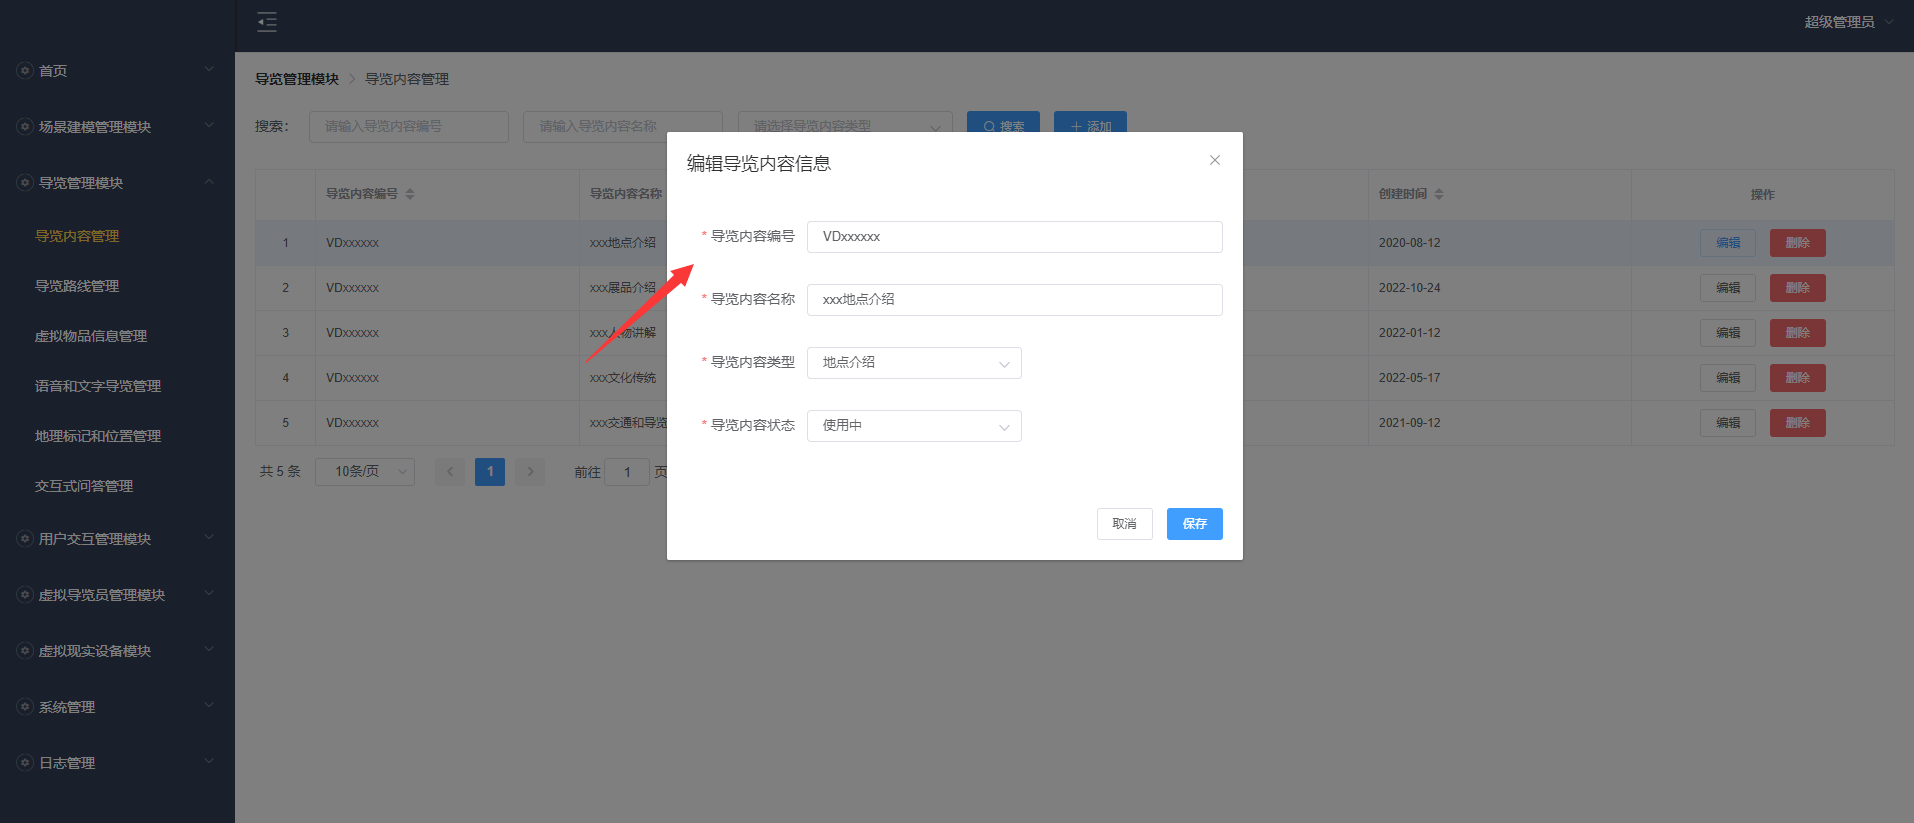 超级管理员
首页
场景建模管理模块
导览管理模块
导览内容管理
导览路线管理
虚拟物品信息管理
语音和文字导览管理
地理标记和位置管理
交互式问答管理
用户交互管理模块
虚拟导览员管理模块
虚拟现实设备模块
系统管理
日志管理
导览管理模块 > 导览内容管理
搜索: 请输入导览内容编号 请输入导览内容名称 请选择导览内容类型 搜索 + 添加
导览内容编号 导览内容名称 创建时间 操作
1 VDxxxxxx xxx地点介绍 2020-08-12 编辑 删除
2 VDxxxxxx xxx展品介绍 2022-10-24 编辑 删除
3 VDxxxxxx xxx人物讲解 2022-01-12 编辑 删除
4 VDxxxxxx xxx文化传统 2022-05-17 编辑 删除
5 VDxxxxxx xxx交通和导览 2021-09-12 编辑 删除
共 5 条 10条/页 < 1 > 前往 1 页
编辑导览内容信息
* 导览内容编号 VDxxxxxx
* 导览内容名称 xxx地点介绍
* 导览内容类型 地点介绍
* 导览内容状态 使用中
取消 保存